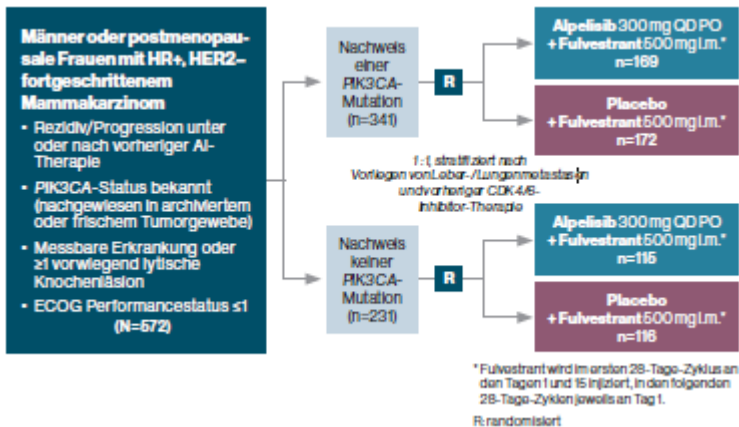 Männer oder postmenopau-
sale Frauen mit HR+, HER2–
fortgeschrittenem
Mammakarzinom
• Rezidiv/Progression unter
oder nach vorheriger AI-
Therapie
• PIK3CA-Status bekannt
(nachgewiesen in archiviertem
oder frischem Tumorgewebe)
• Messbare Erkrankung oder
≥1 vorwiegend lytische
Knochenläsion
• ECOG Performancestatus ≤1
(N=572)
Nachweis
einer
PIK3CA-
Mutation
(n=341)
R
Alpelisib 300 mg QD PO
+ Fulvestrant 500 mg i.m.*
n=169
Placebo
+ Fulvestrant 500 mg i.m.*
n=172
1 : 1, stratifiziert nach
Vorliegen von Leber-/Lungenmetastasen
und vorheriger CDK4/6-
Inhibitor-Therapie
Nachweis
keiner
PIK3CA-
Mutation
(n=231)
R
Alpelisib 300 mg QD PO
+ Fulvestrant 500 mg i.m.*
n=115
Placebo
+ Fulvestrant 500 mg i.m.*
n=116
* Fulvestrant wird im ersten 28-Tage-Zyklus an
den Tagen 1 und 15 injiziert, in den folgenden
28-Tage-Zyklen jeweils an Tag 1.
R: randomisiert